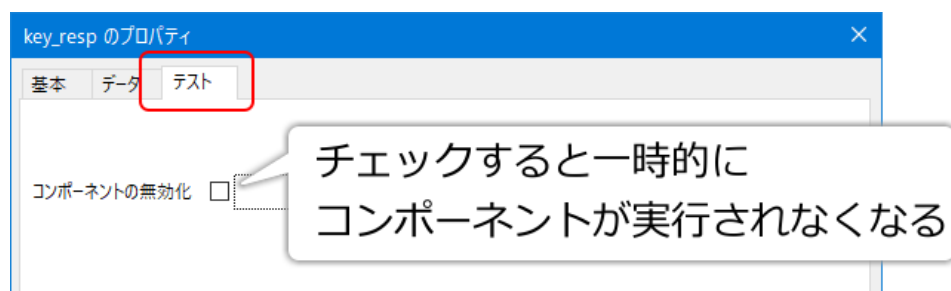 key_resp のプロパティ
基本 データ テスト
コンポーネントの無効化
チェックすると一時的に
コンポーネントが実行されなくなる